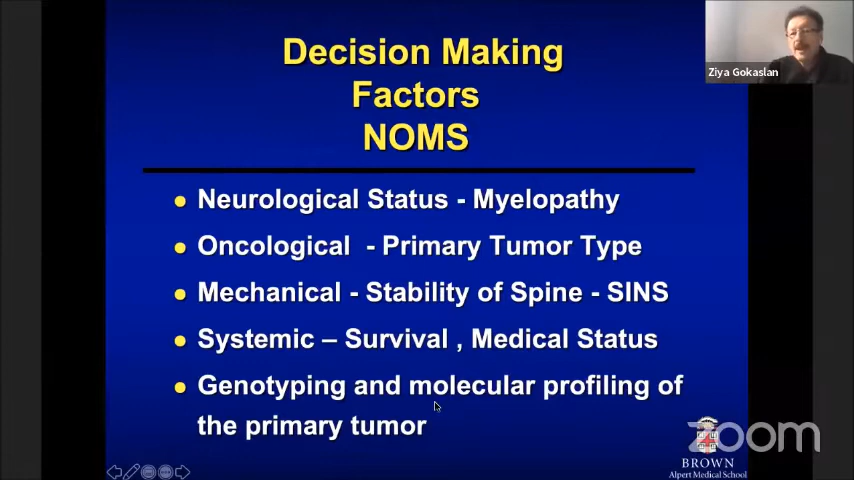 Decision Making
Factors
NOMS
Ziya Gokaslan
Neurological Status - Myelopathy
Oncological - Primary Tumor Type
Mechanical - Stability of Spine - SINS
Systemic – Survival , Medical Status
Genotyping and molecular profiling of
the primary tumor
zoom
BROWN
Alpert Medical School